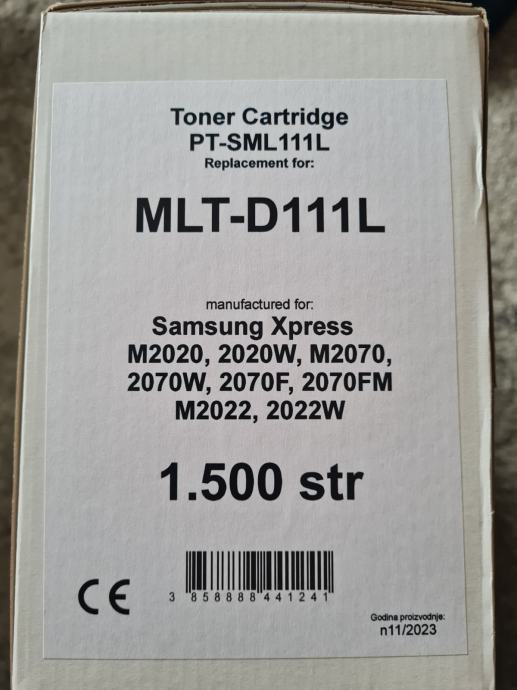 Toner Cartridge
PT-SML111L
Replacement for:
MLT-D111L
manufactured for:
Samsung Xpress
M2020, 2020W, M2070,
2070W, 2070F, 2070FM
M2022, 2022W
1.500 str
CE
3 858888 441241
Godina proizvodnje:
n11/2023